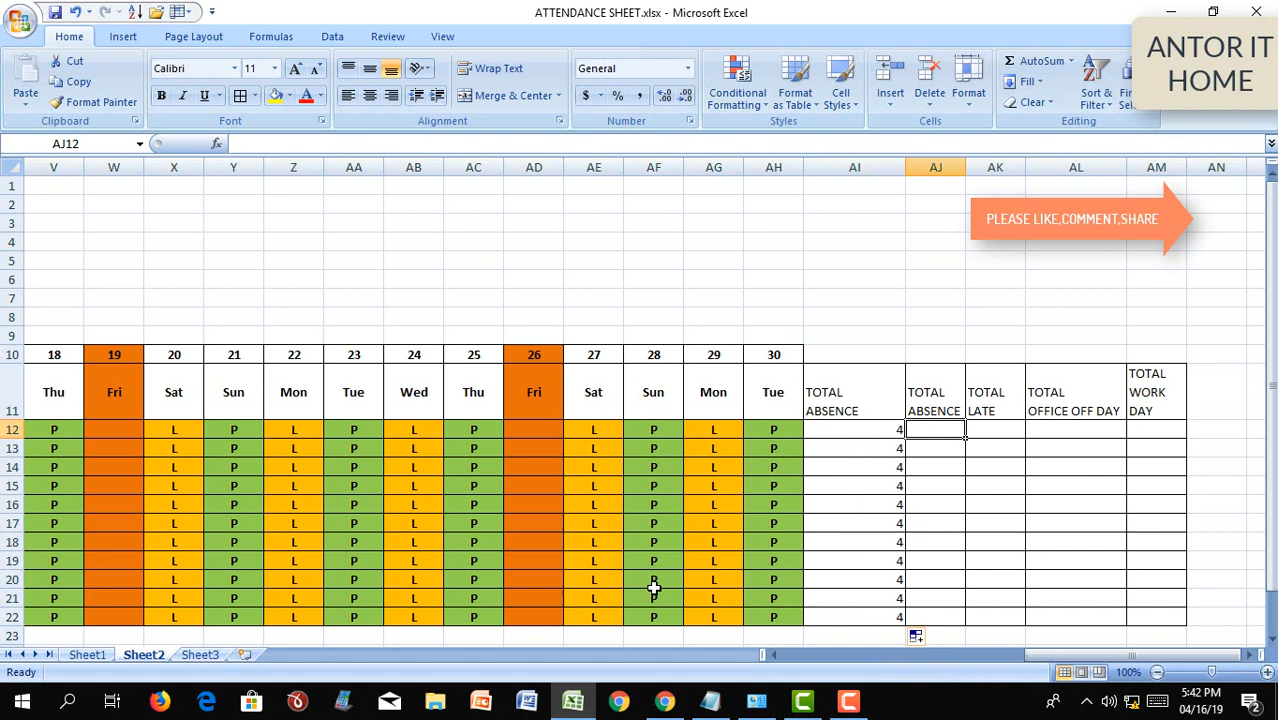 ATTENDANCE SHEET.xlsx - Microsoft Excel
Home Insert Page Layout Formulas Data Review View
ANTOR IT
HOME
Paste
Cut
Copy
Format Painter
Clipboard
Calibri 11
B I U
Font
Wrap Text
Merge & Center
Alignment
General
$ % ,
Number
Conditional
Formatting
Format
as Table
Cell
Styles
Styles
Insert Delete Format
Cells
AutoSum
Fill
Clear
Sort &
Filter
Editing
AJ12 fx
V W X Y Z AA AB AC AD AE AF AG AH AI AJ AK AL AM AN
1
2
3
PLEASE LIKE,COMMENT,SHARE
4
5
6
7
8
9
10 18 19 20 21 22 23 24 25 26 27 28 29 30
11 Thu Fri Sat Sun Mon Tue Wed Thu Fri Sat Sun Mon Tue
TOTAL
ABSENCE
TOTAL
ABSENCE
TOTAL
LATE
TOTAL
OFFICE OFF DAY
TOTAL
WORK
DAY
12 P L P L P L P L P L P 4
13 P L P L P L P L P L P 4
14 P L P L P L P L P L P 4
15 P L P L P L P L P L P 4
16 P L P L P L P L P L P 4
17 P L P L P L P L P L P 4
18 P L P L P L P L P L P 4
19 P L P L P L P L P L P 4
20 P L P L P L P L P L P 4
21 P L P L P L P L P L P 4
22 P L P L P L P L P L P 4
23
Sheet1 Sheet2 Sheet3
Ready 100%
5:42 PM
04/16/19
2